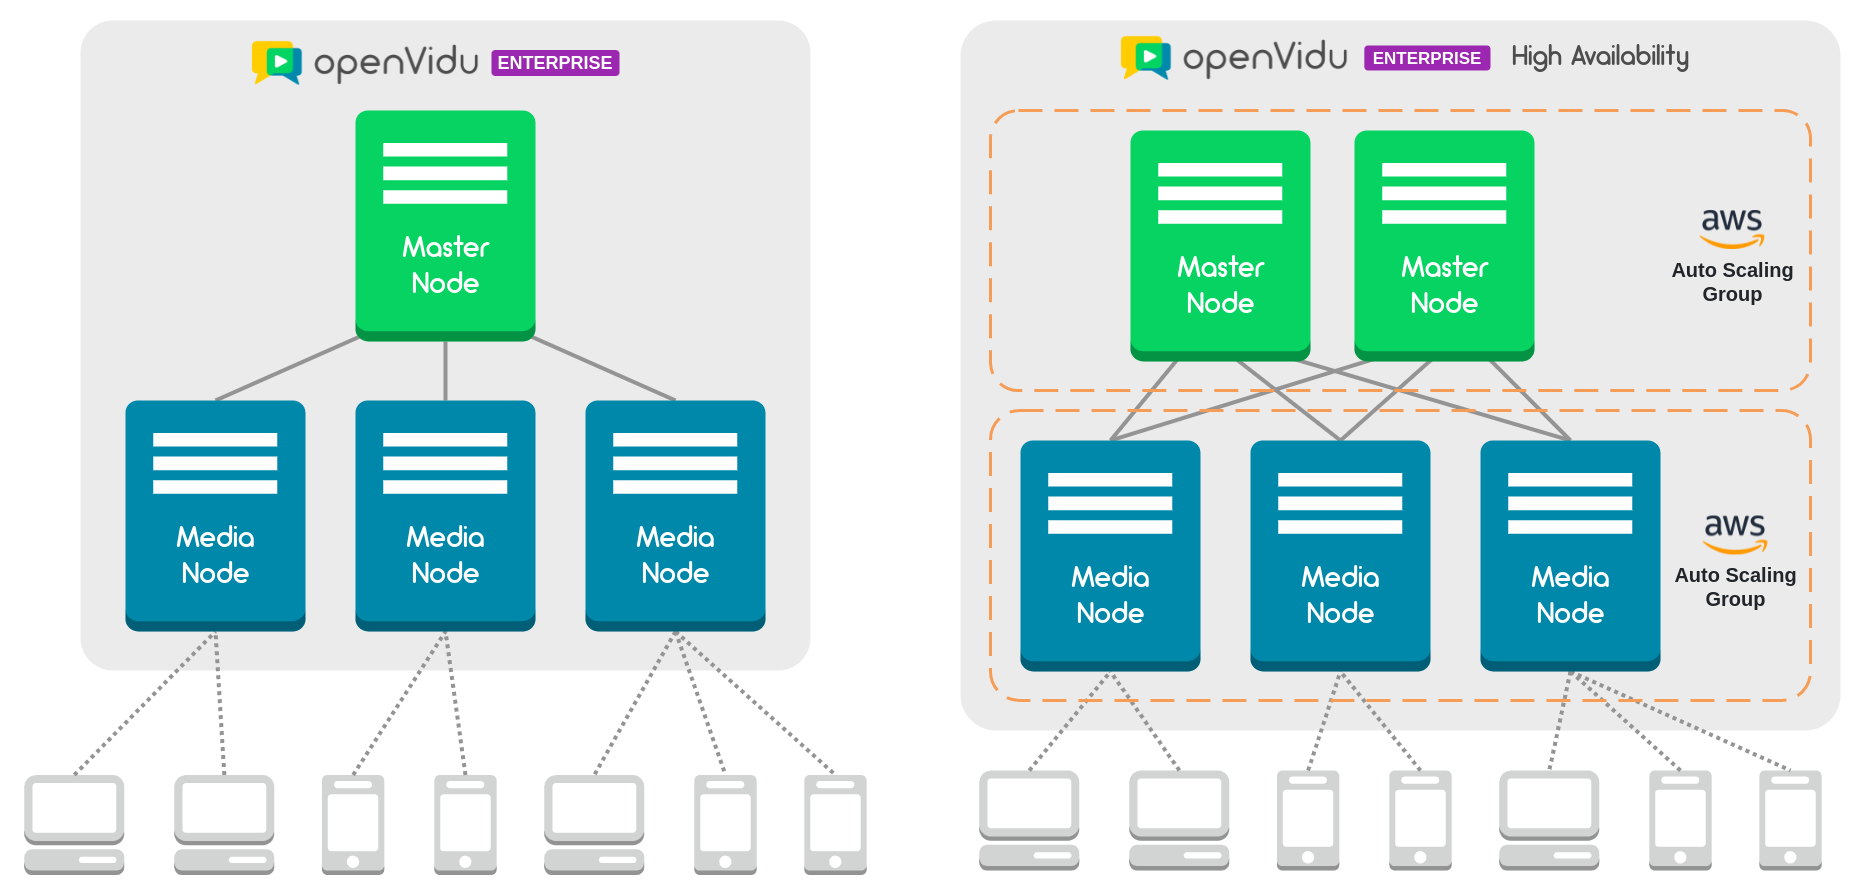 openVidu ENTERPRISE
Master
Node
Media
Node
Media
Node
Media
Node
openVidu ENTERPRISE High Availability
Master
Node
Master
Node
aws
Auto Scaling
Group
Media
Node
Media
Node
Media
Node
aws
Auto Scaling
Group